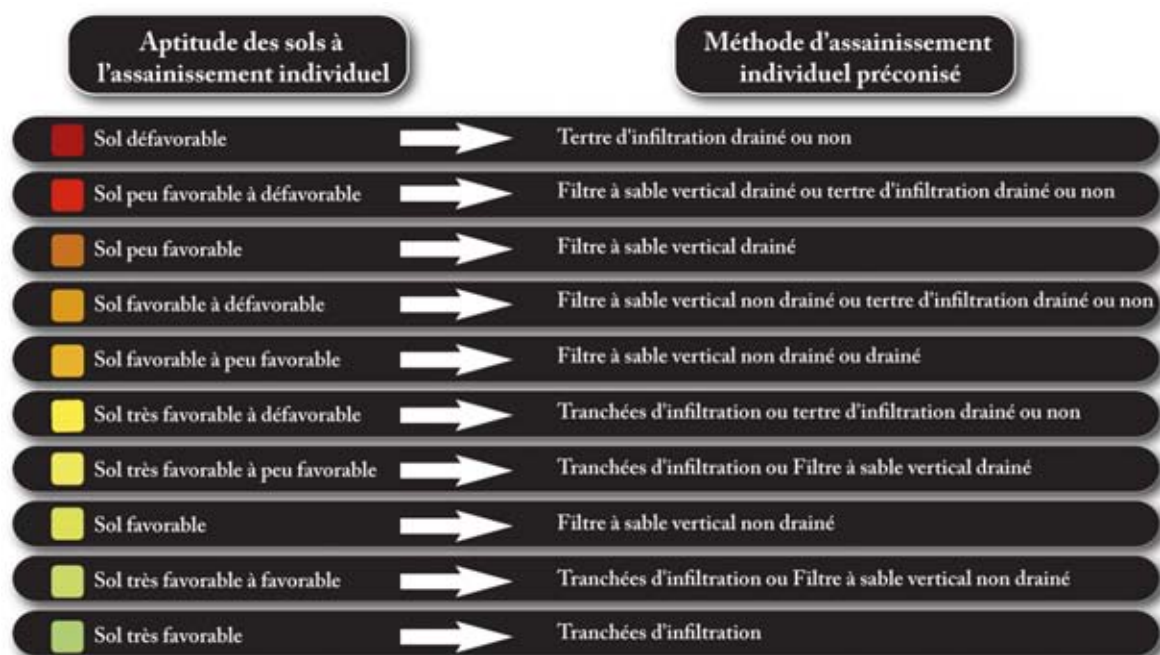 Aptitude des sols à
l'assainissement individuel
Méthode d'assainissement
individuel préconisé
Sol défavorable
Tertre d'infiltration drainé ou non
Sol peu favorable à défavorable
Filtre à sable vertical drainé ou tertre d'infiltration drainé ou non
Sol peu favorable
Filtre à sable vertical drainé
Sol favorable à défavorable
Filtre à sable vertical non drainé ou tertre d'infiltration drainé ou non
Sol favorable à peu favorable
Filtre à sable vertical non drainé ou drainé
Sol très favorable à défavorable
Tranchées d'infiltration ou tertre d'infiltration drainé ou non
Sol très favorable à peu favorable
Tranchées d'infiltration ou Filtre à sable vertical drainé
Sol favorable
Filtre à sable vertical non drainé
Sol très favorable à favorable
Tranchées d'infiltration ou Filtre à sable vertical non drainé
Sol très favorable
Tranchées d'infiltration